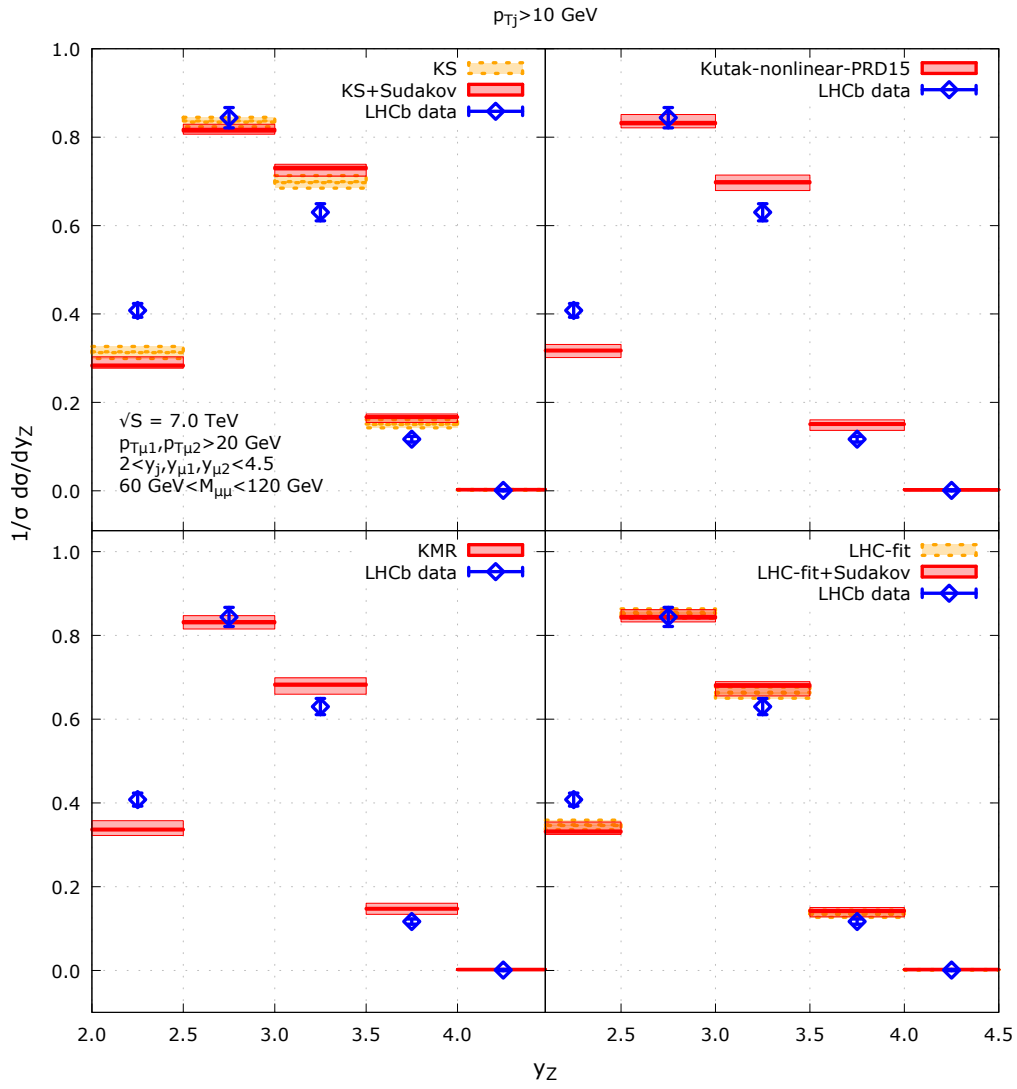 p_Tj>10 GeV
1.0
0.8
0.6
0.4
0.2
0.0
KS
KS+Sudakov
LHCb data
√S = 7.0 TeV
p_Tμ1,p_Tμ2>20 GeV
2<y_j,y_μ1,y_μ2<4.5
60 GeV<M_μμ<120 GeV
Kutak-nonlinear-PRD15
LHCb data
1/σ dσ/dy_Z
1.0
0.8
0.6
0.4
0.2
0.0
KMR
LHCb data
LHC-fit
LHC-fit+Sudakov
LHCb data
2.0 2.5 3.0 3.5 4.0
2.5 3.0 3.5 4.0 4.5
y_Z